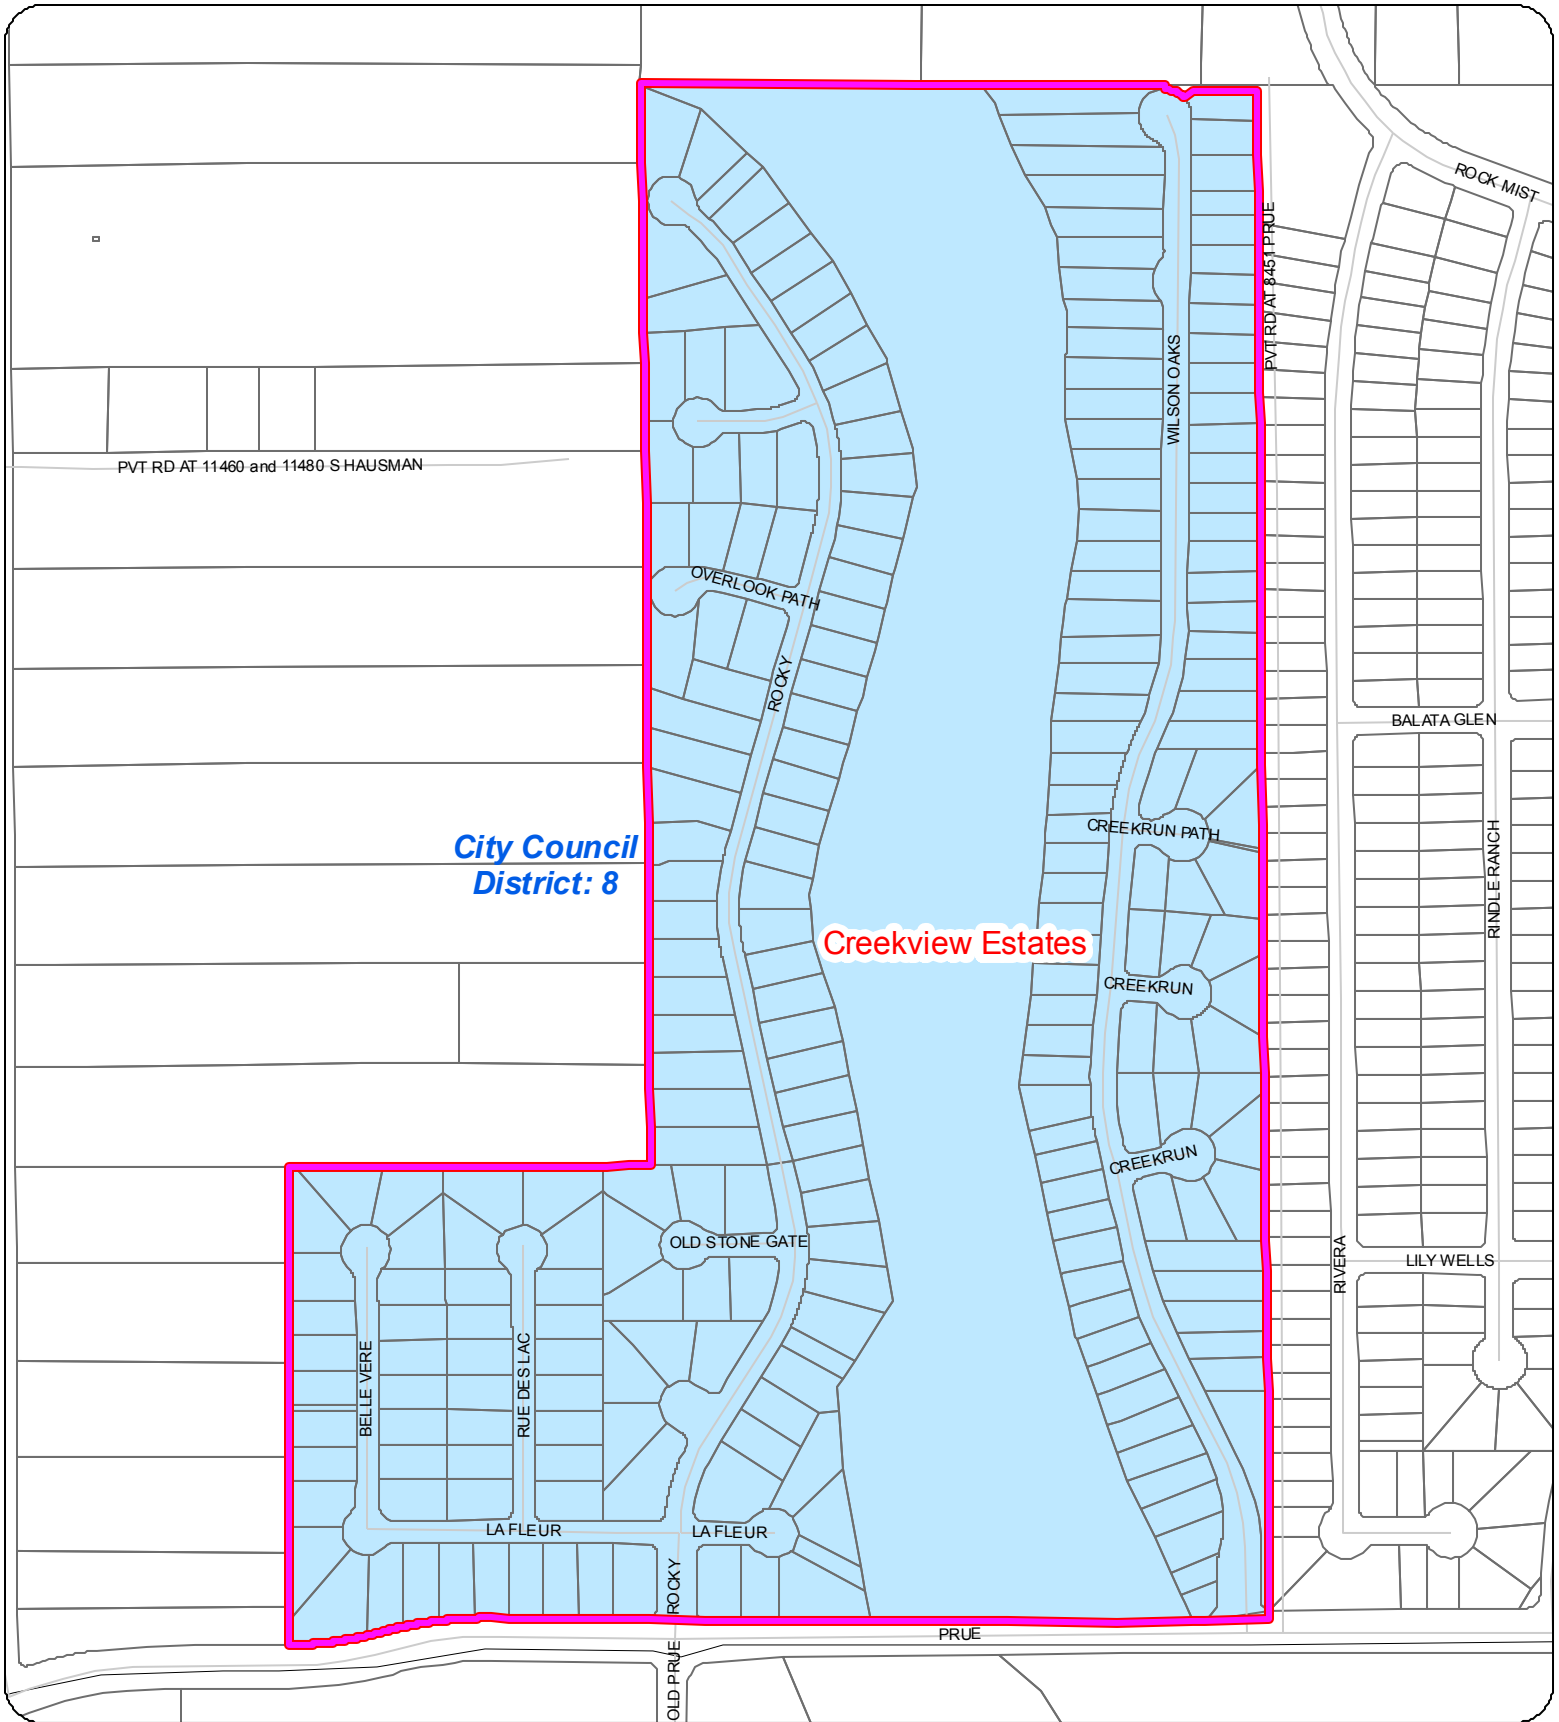 ROCK MIST
PVT RD AT 8451 PRUE
WILSON OAKS
PVT RD AT 11460 and 11480 S HAUSMAN
OVERLOOK PATH
ROCKY
BALATA GLEN
CREEKRUN PATH
City Council
District: 8
RINDLE RANCH
Creekview Estates
CREEKRUN
CREEKRUN
OLD STONE GATE
RIVERA
LILY WELLS
BELLE VERE
RUE DES LAC
LA FLEUR
LA FLEUR
ROCKY
PRUE
OLD PRUE